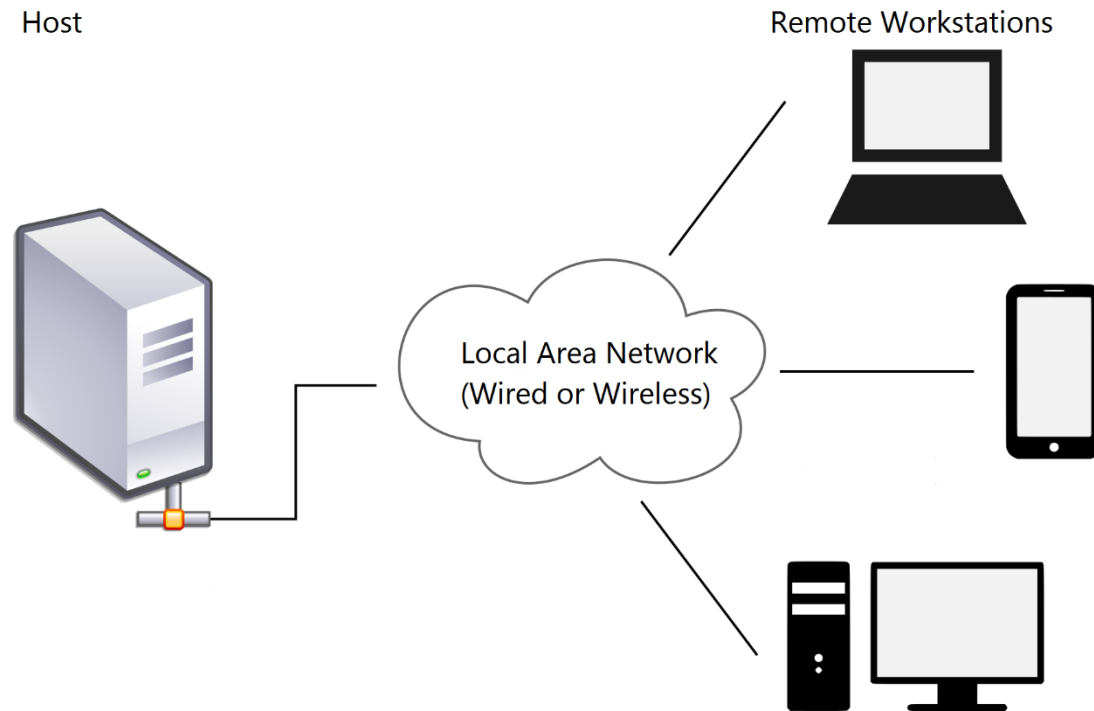 Host
Remote Workstations
Local Area Network
(Wired or Wireless)